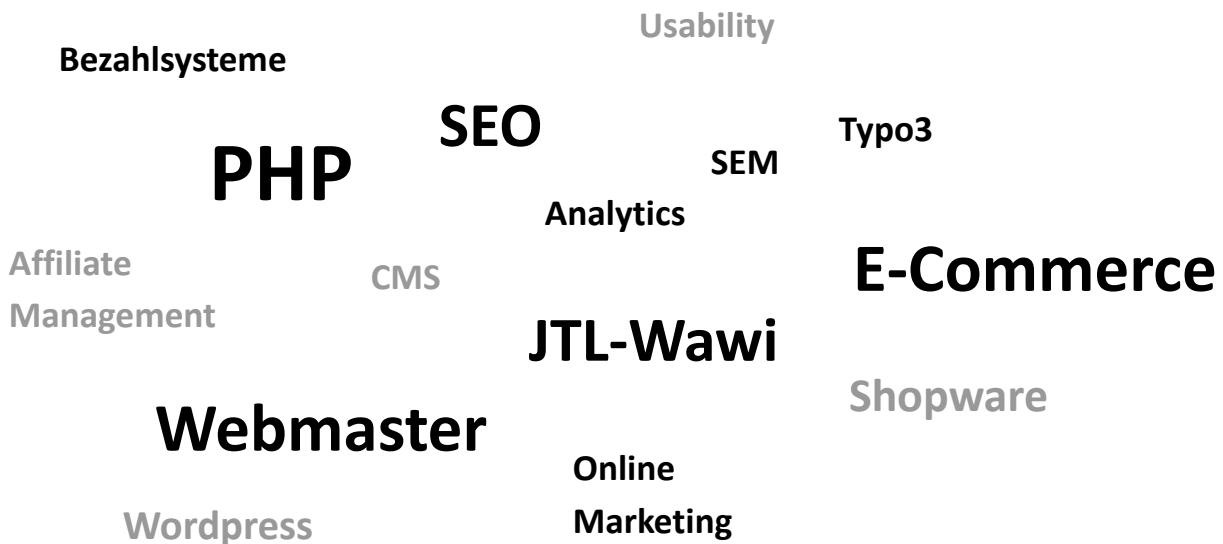 Usability
Bezahlsysteme
SEO
Typo3
PHP
SEM
Analytics
Affiliate
Management
CMS
E-Commerce
JTL-Wawi
Shopware
Webmaster
Online
Marketing
Wordpress